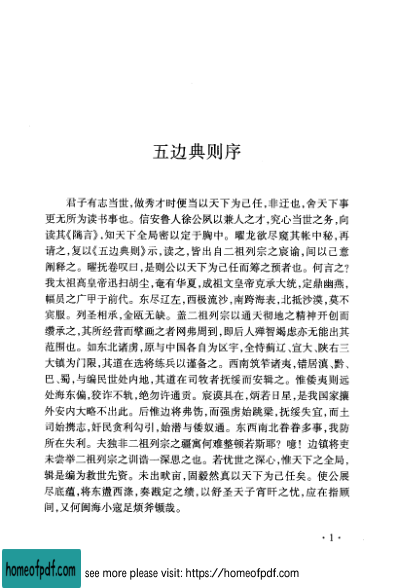 五边典则序
君子有志当世，做秀才时便当以天下为己任，非迂也，舍天下事
更无所为读书事也。信安鲁人徐公夙以兼人之才，究心当世之务，向
读其《隅言》，知天下全局密以定于胸中。曜龙欲尽窥其帐中秘，再
请之，复以《五边典则》示，读之，皆出自二祖列宗之宸谕，间以己意
阐释之。曜抚卷叹曰，是则公以天下为己任而筹之预者也。何言之？
我太祖高皇帝迅扫胡尘，奄有华夏，成祖文皇帝克承大统，定鼎幽燕，
幅员之广甲于前代。东尽辽左，西极流沙，南跨海表，北抵沙漠，莫不
宾服。列圣相承，金瓯无缺。盖二祖列宗以通天彻地之精神开创而
缵承之，其所经营而擘画之者网弗周到，即后人殚智竭虑亦无能出其
范围也。如东北诸虏，原与中国各自为区宇，全恃蓟辽、宣大、陕右三
大镇为门限，其道在选将练兵以谨备之。西南筑笮诸夷，错居滇、黔、
巴、蜀，与编民世处内地，其道在司牧者抚绥而安辑之。惟倭夷则远
处海东偏，狡诈不轨，绝勿许通贡。宸谟具在，炳若日星，是我国家攘
外安内大略不出此。后惟边将弗饬，而强虏始跳梁，抚绥失宜，而土
司始携志，奸民贪利勾引，始潜与倭奴通。东西南北眷眷多事，我防
所在失利。夫独非二祖列宗之疆寓何难整顿若斯耶？噫！边镇将吏
未尝举二祖列宗之训诰一深思之也。若忧世之深心，惟天下之全局，
辑是编为救世先资。未出畎亩，固毅然真以天下为己任矣。使公展
尽底蕴，将东遭西涤，奏戡定之绩，以舒圣天子宵旰之忧，应在指顾
间，又何闽海小寇足烦斧锧哉。
·1·
homeofpdf.com
see more please visit: https://homeofpdf.com